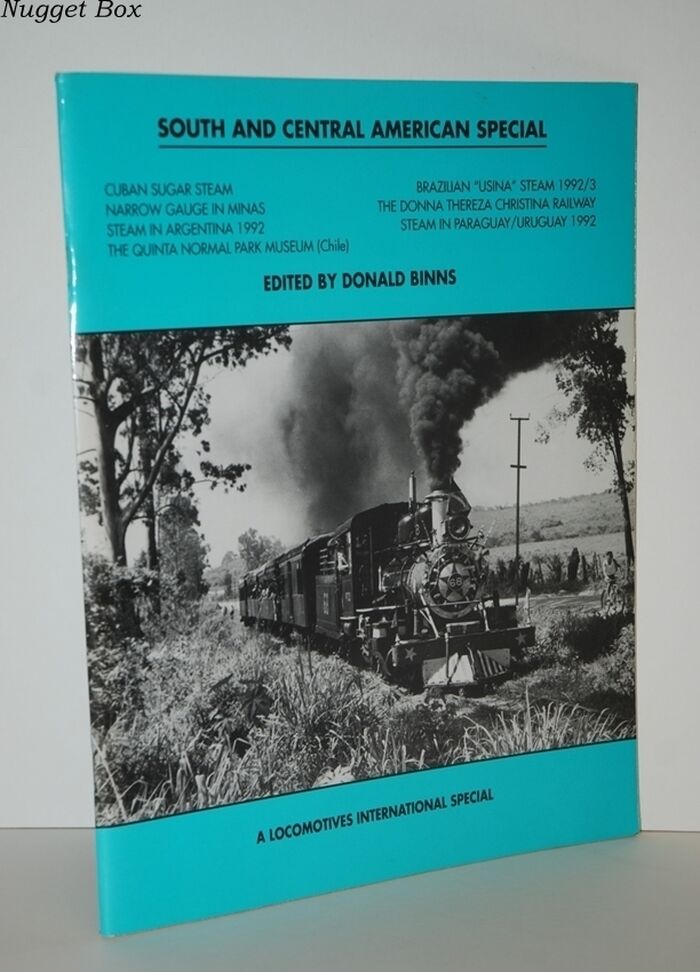 Nugget Box
SOUTH AND CENTRAL AMERICAN SPECIAL
CUBAN SUGAR STEAM
NARROW GAUGE IN MINAS
STEAM IN ARGENTINA 1992
THE QUINTA NORMAL PARK MUSEUM (Chile)
BRAZILIAN "USINA" STEAM 1992/3
THE DONNA THEREZA CHRISTINA RAILWAY
STEAM IN PARAGUAY/URUGUAY 1992
EDITED BY DONALD BINNS
68
A LOCOMOTIVES INTERNATIONAL SPECIAL